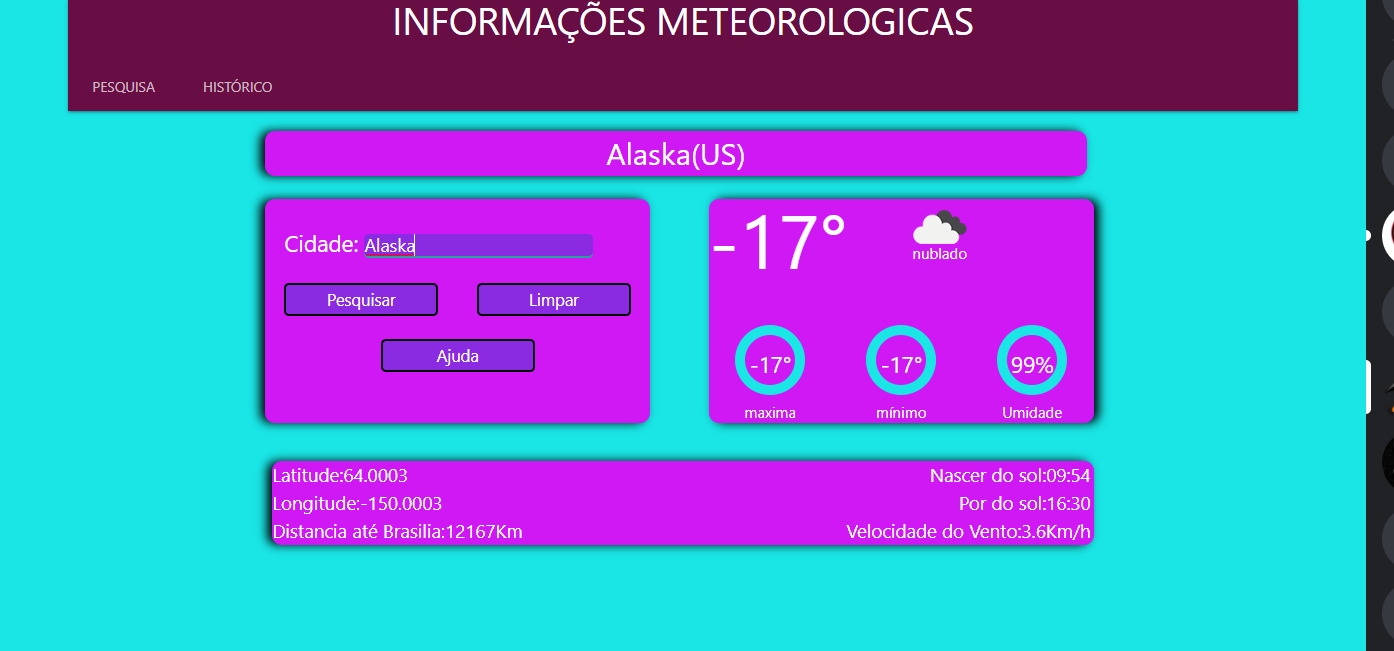 INFORMAÇÕES METEOROLOGICAS
PESQUISA HISTÓRICO
Alaska(US)
Cidade: Alaska
Pesquisar Limpar
Ajuda
-17°
nublado
-17° -17° 99%
maxima mínimo Umidade
Latitude:64.0003
Longitude:-150.0003
Distancia até Brasilia:12167Km
Nascer do sol:09:54
Por do sol:16:30
Velocidade do Vento:3.6Km/h